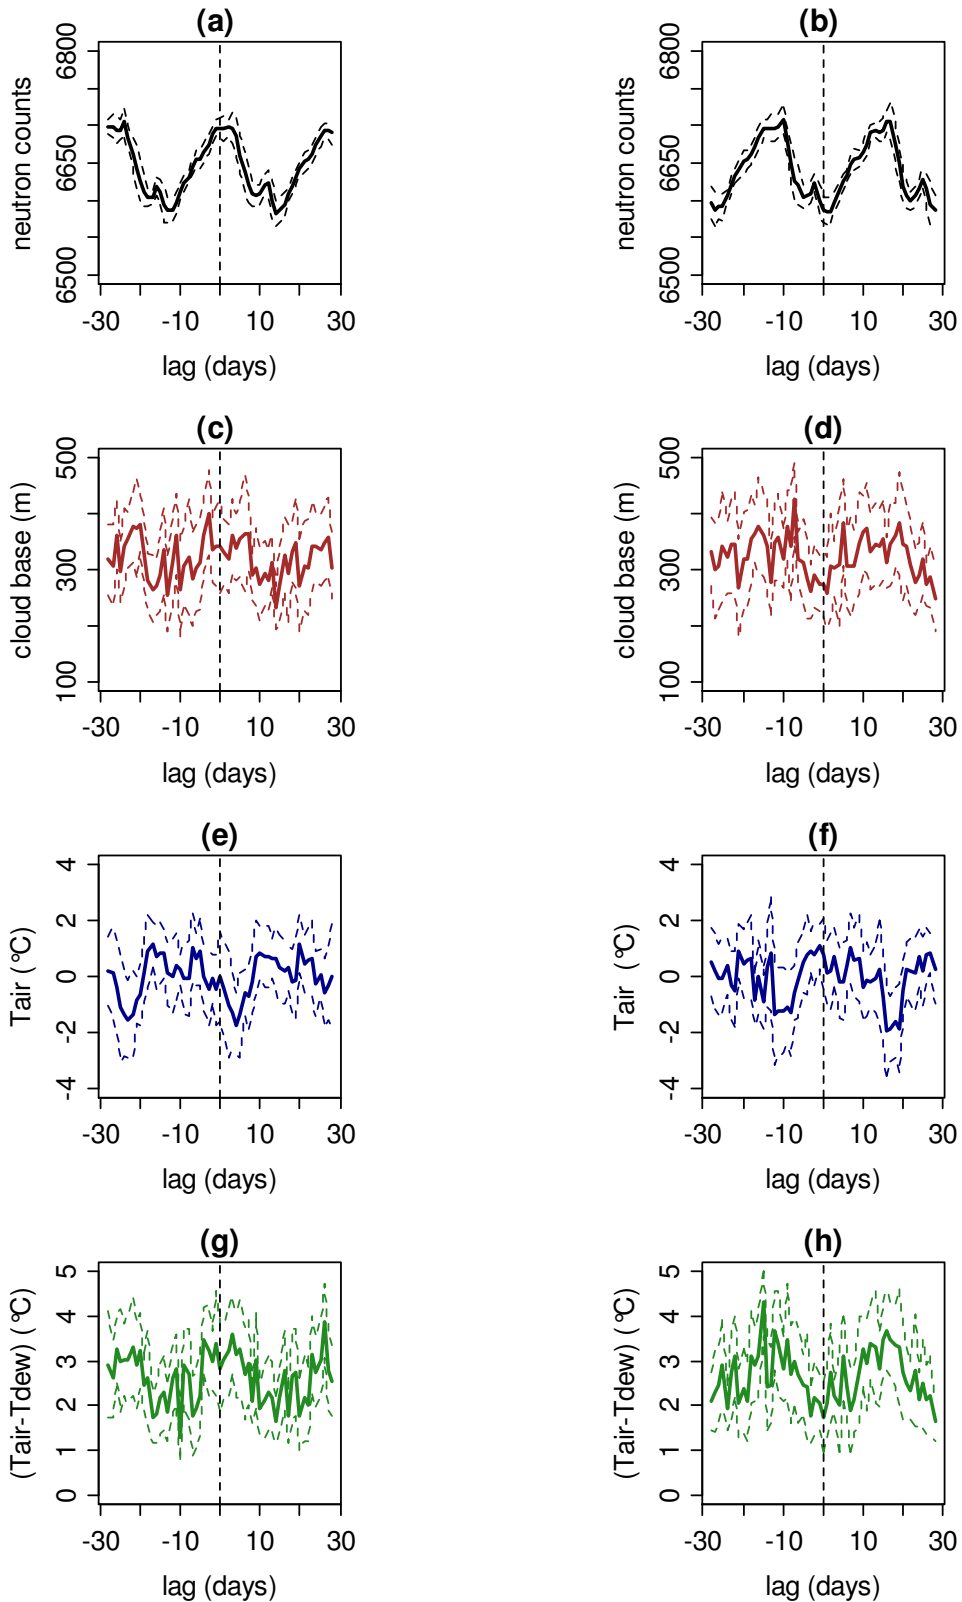 (a)
neutron counts
6500 6650 6800
-30 -10 10 30
lag (days)
(b)
neutron counts
6500 6650 6800
-30 -10 10 30
lag (days)
(c)
cloud base (m)
100 300 500
-30 -10 10 30
lag (days)
(d)
cloud base (m)
100 300 500
-30 -10 10 30
lag (days)
(e)
Tair (°C)
-4 -2 0 2 4
-30 -10 10 30
lag (days)
(f)
Tair (°C)
-4 -2 0 2 4
-30 -10 10 30
lag (days)
(g)
(Tair-Tdew) (°C)
0 1 2 3 4 5
-30 -10 10 30
lag (days)
(h)
(Tair-Tdew) (°C)
0 1 2 3 4 5
-30 -10 10 30
lag (days)